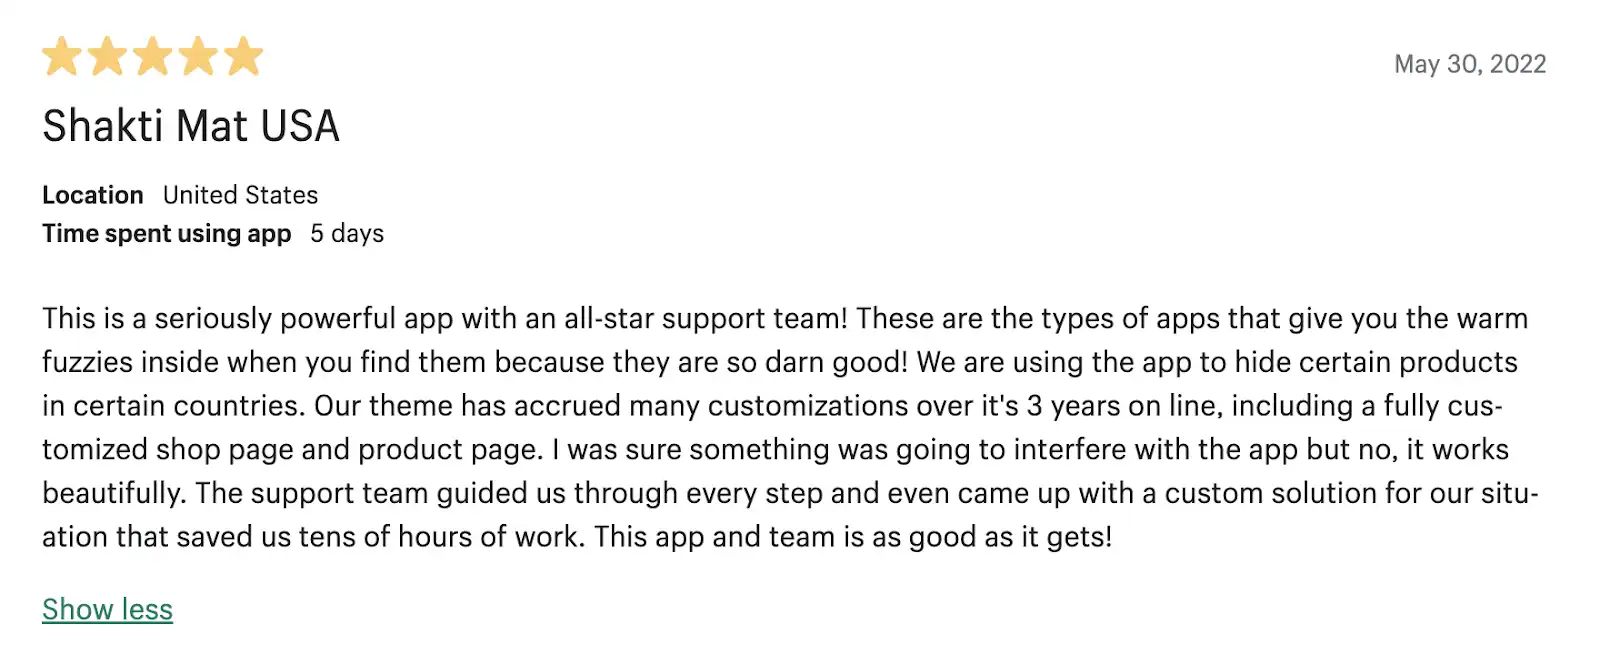 May 30, 2022
Shakti Mat USA
Location United States
Time spent using app 5 days
This is a seriously powerful app with an all-star support team! These are the types of apps that give you the warm
fuzzies inside when you find them because they are so darn good! We are using the app to hide certain products
in certain countries. Our theme has accrued many customizations over it's 3 years on line, including a fully cus-
tomized shop page and product page. I was sure something was going to interfere with the app but no, it works
beautifully. The support team guided us through every step and even came up with a custom solution for our situ-
ation that saved us tens of hours of work. This app and team is as good as it gets!
Show less